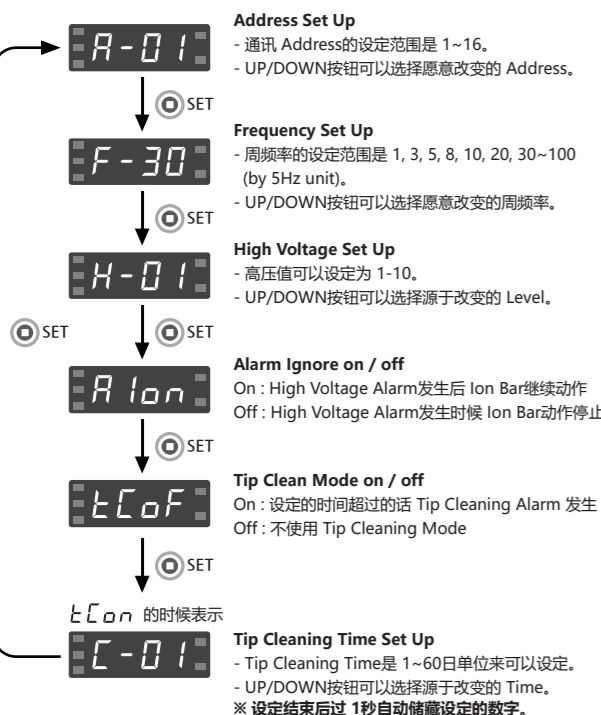 A-01
Address Set Up
- 通讯 Address的设定范围是 1~16。
- UP/DOWN按钮可以选择愿意改变的 Address。
SET
F-30
Frequency Set Up
- 周频率的设定范围是 1, 3, 5, 8, 10, 20, 30~100
(by 5Hz unit)。
- UP/DOWN按钮可以选择愿意改变的周频率。
SET
H-01
High Voltage Set Up
- 高压值可以设定为 1-10。
- UP/DOWN按钮可以选择源于改变的 Level。
SET
SET
A1on
Alarm Ignore on / off
On : High Voltage Alarm发生后 Ion Bar继续动作
Off : High Voltage Alarm发生时候 Ion Bar动作停止
SET
tCoF
Tip Clean Mode on / off
On : 设定的时间超过的话 Tip Cleaning Alarm 发生
Off : 不使用 Tip Cleaning Mode
SET
tCon 的时候表示
C-01
Tip Cleaning Time Set Up
- Tip Cleaning Time是 1~60日单位来可以设定。
- UP/DOWN按钮可以选择源于改变的 Time。
※ 设定结束后过 1秒自动储藏设定的数字。